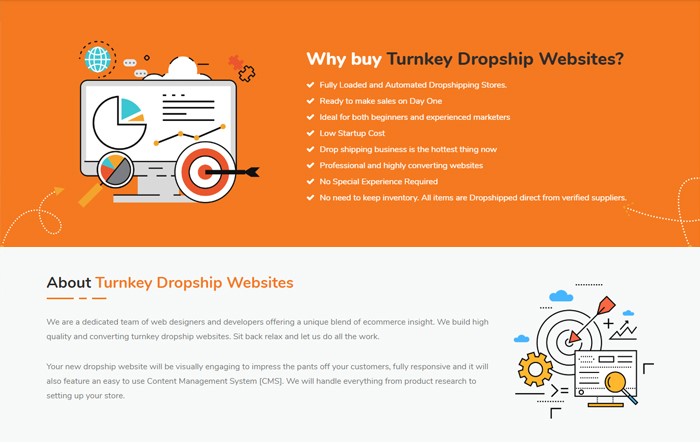 Why buy Turnkey Dropship Websites?
Fully Loaded and Automated Dropshipping Stores.
Ready to make sales on Day One
Ideal for both beginners and experienced marketers
Low Startup Cost
Drop shipping business is the hottest thing now
Professional and highly converting websites
No Special Experience Required
No need to keep inventory. All items are Dropshipped direct from verified suppliers.
About Turnkey Dropship Websites
We are a dedicated team of web designers and developers offering a unique blend of ecommerce insight. We build high
quality and converting turnkey dropship websites. Sit back relax and let us do all the work.
Your new dropship website will be visually engaging to impress the pants off your customers, fully responsive and it will
also feature an easy to use Content Management System [CMS]. We will handle everything from product research to
setting up your store.